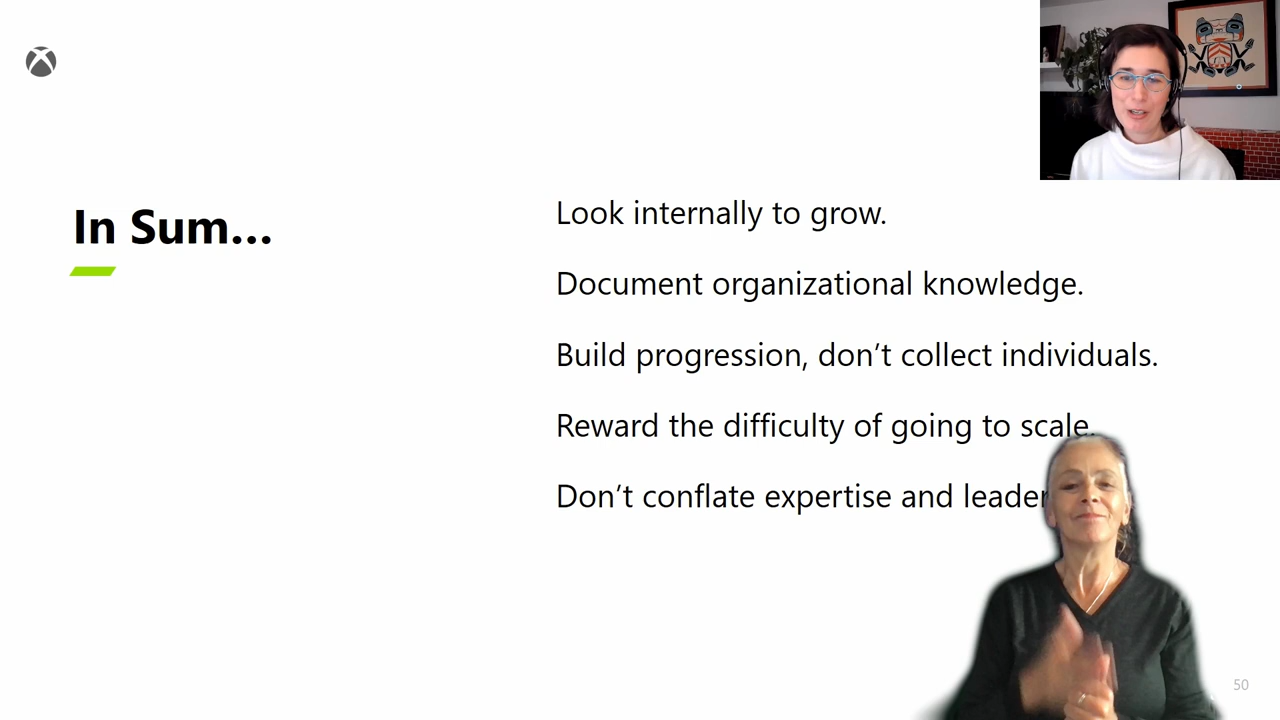 In Sum...
Look internally to grow.
Document organizational knowledge.
Build progression, don’t collect individuals.
Reward the difficulty of going to scale.
Don’t conflate expertise and
50